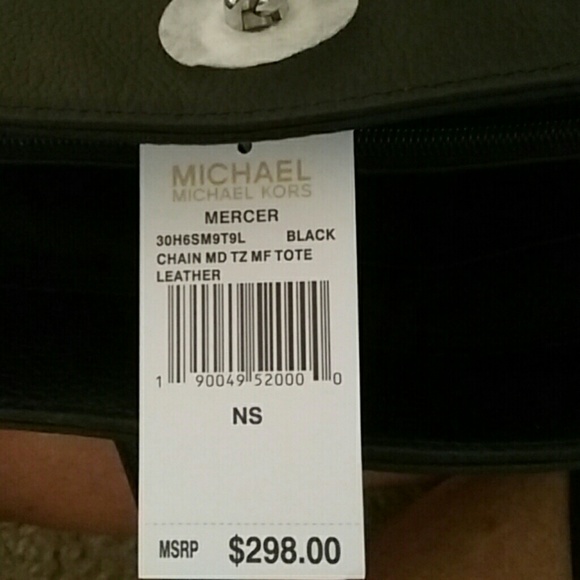 MICHAEL
MICHAEL KORS
MERCER
30H6SM9T9L BLACK
CHAIN MD TZ MF TOTE
LEATHER
1 90049 52000 0
NS
MSRP $298.00